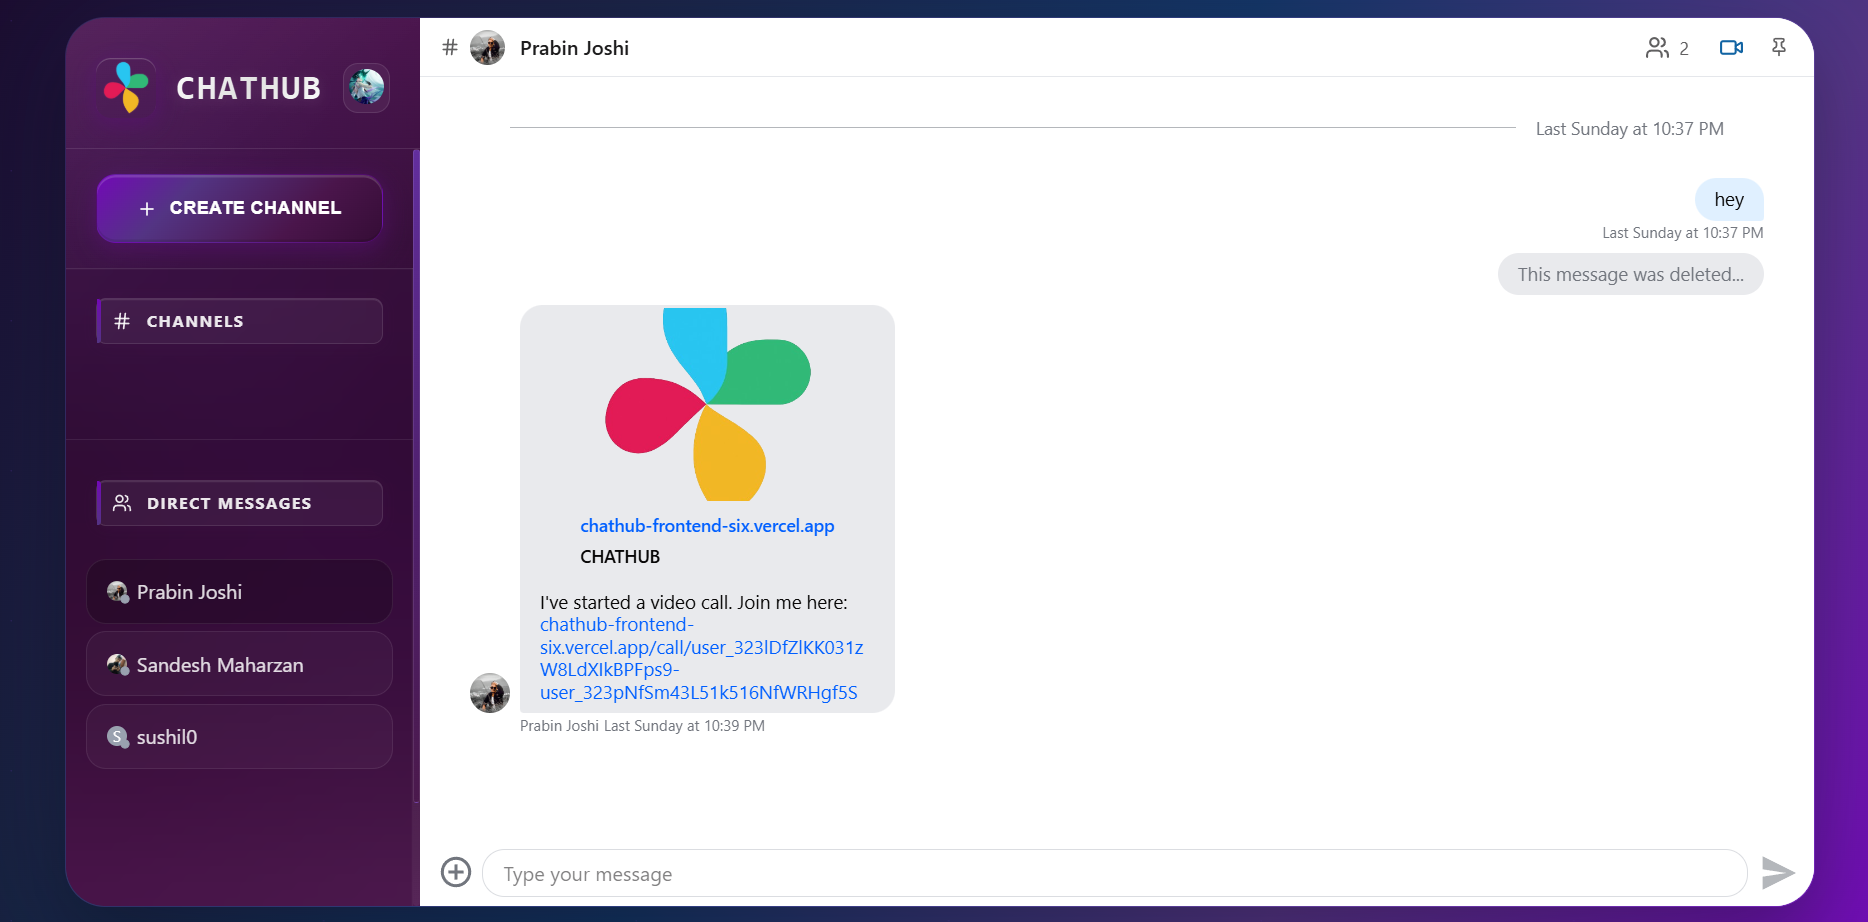 CHATHUB
CREATE CHANNEL
CHANNELS
DIRECT MESSAGES
Prabin Joshi
Sandesh Maharzan
S sushil0
# Prabin Joshi
2
Last Sunday at 10:37 PM
hey
Last Sunday at 10:37 PM
This message was deleted...
chathub-frontend-six.vercel.app
CHATHUB
I've started a video call. Join me here:
chathub-frontend-
six.vercel.app/call/user_323lDfZlKK031z
W8LdXIkBPFps9-
user_323pNfSm43L51k516NfWRHgf5S
Prabin Joshi Last Sunday at 10:39 PM
Type your message